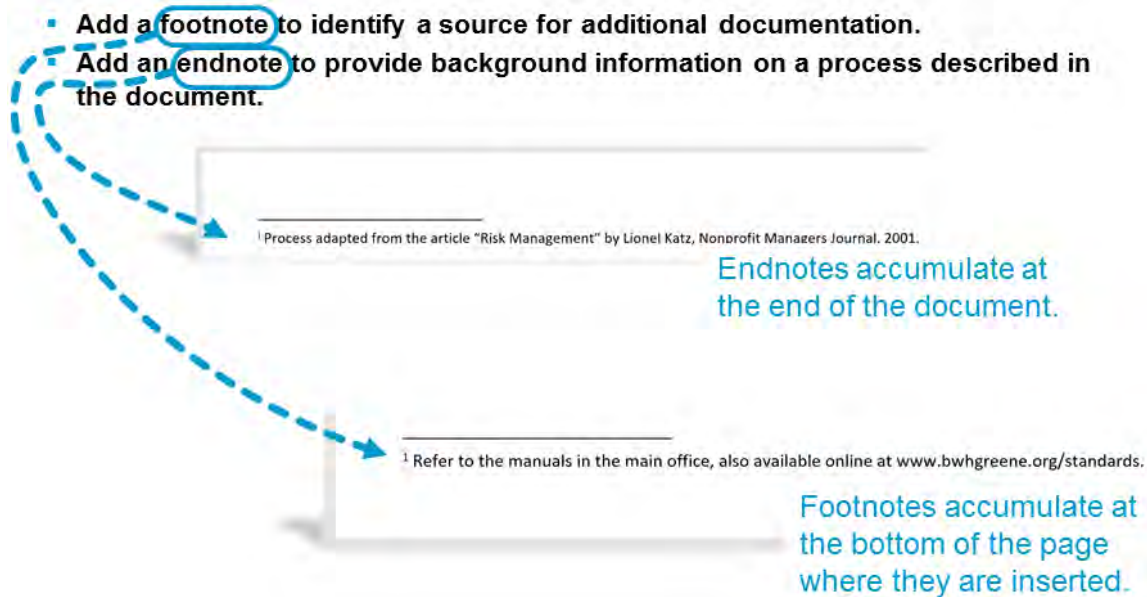 ▪ Add a footnote to identify a source for additional documentation.
▪ Add an endnote to provide background information on a process described in
the document.
i Process adapted from the article “Risk Management” by Lionel Katz, Nonprofit Managers Journal, 2001.
Endnotes accumulate at
the end of the document.
1 Refer to the manuals in the main office, also available online at www.bwhgreene.org/standards.
Footnotes accumulate at
the bottom of the page
where they are inserted.